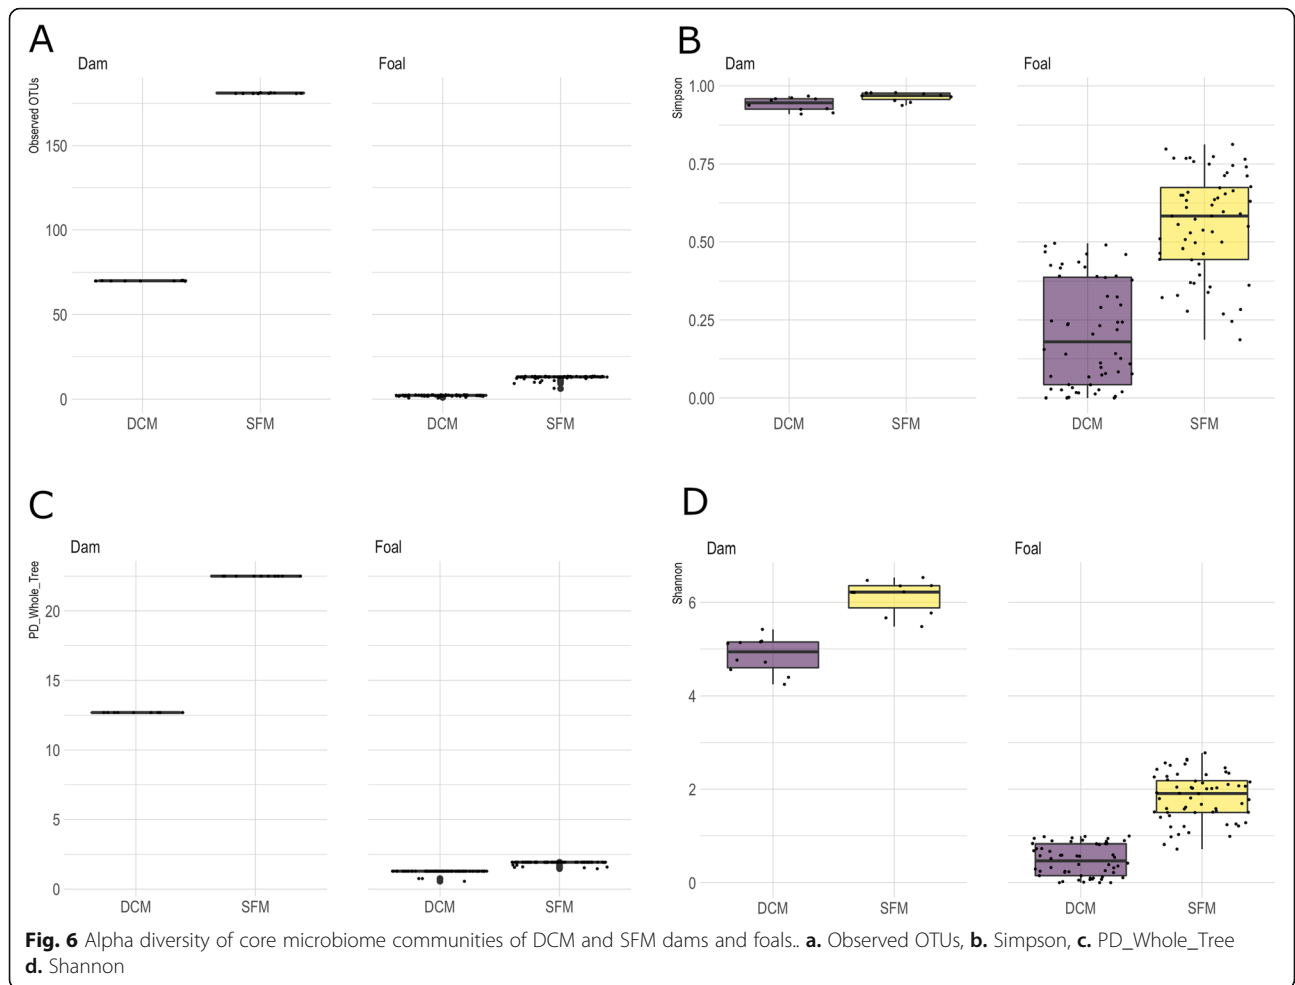 A
Dam
Foal
Observed OTUs
150
100
50
0
DCM
SFM
DCM
SFM
B
Dam
Foal
Simpson
1.00
0.75
0.50
0.25
0.00
DCM
SFM
DCM
SFM
C
Dam
Foal
PD_Whole_Tree
20
15
10
5
0
DCM
SFM
DCM
SFM
D
Dam
Foal
Shannon
6
4
2
0
DCM
SFM
DCM
SFM
Fig. 6 Alpha diversity of core microbiome communities of DCM and SFM dams and foals.. a. Observed OTUs, b. Simpson, c. PD_Whole_Tree
d. Shannon